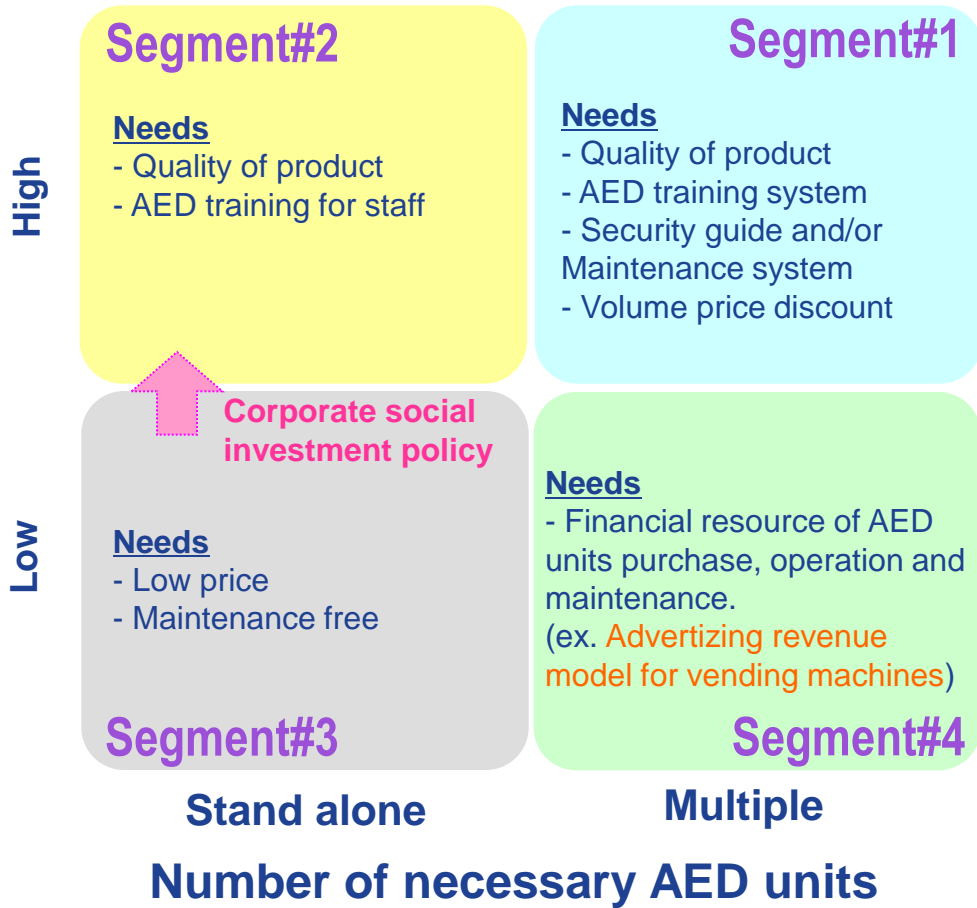 Segment#2
Needs
- Quality of product
- AED training for staff
Segment#1
Needs
- Quality of product
- AED training system
- Security guide and/or
Maintenance system
- Volume price discount
High
Corporate social
investment policy
Needs
- Low price
- Maintenance free
Segment#3
Needs
- Financial resource of AED
units purchase, operation and
maintenance.
(ex. Advertizing revenue
model for vending machines)
Segment#4
Low
Stand alone
Multiple
Number of necessary AED units